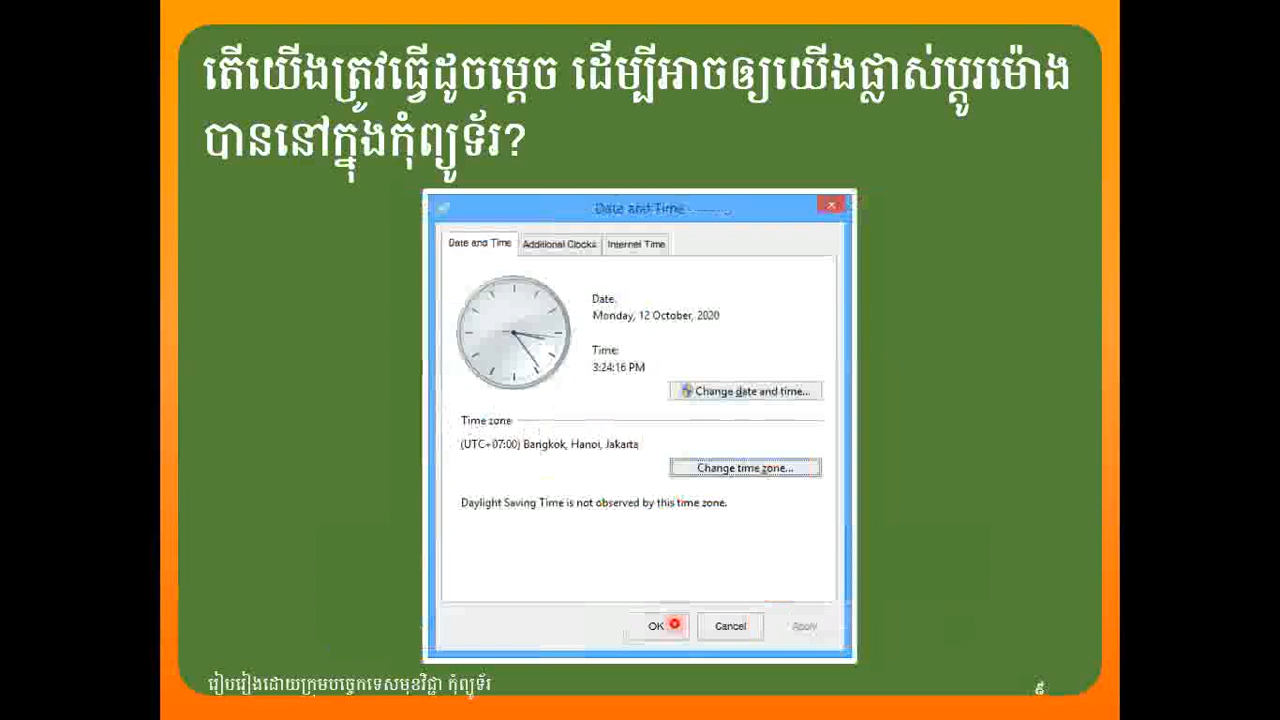 តើយើងត្រូវធ្វើដូចម្តេច ដើម្បីអាចឲ្យយើងផ្លាស់ប្តូរម៉ោង
បាននៅក្នុងកុំព្យូទ័រ?
Date and Time
Date and Time Additional Clocks Internet Time
Date.
Monday, 12 October, 2020
Time:
3:24:16 PM
Change date and time...
Time zone
(UTC+07:00) Bangkok, Hanoi, Jakarta
Change time zone...
Daylight Saving Time is not observed by this time zone.
OK Cancel Apply
រៀបរៀងដោយក្រុមបច្ចេកទេសមុខវិជ្ជា កុំព្យូទ័រ ៩